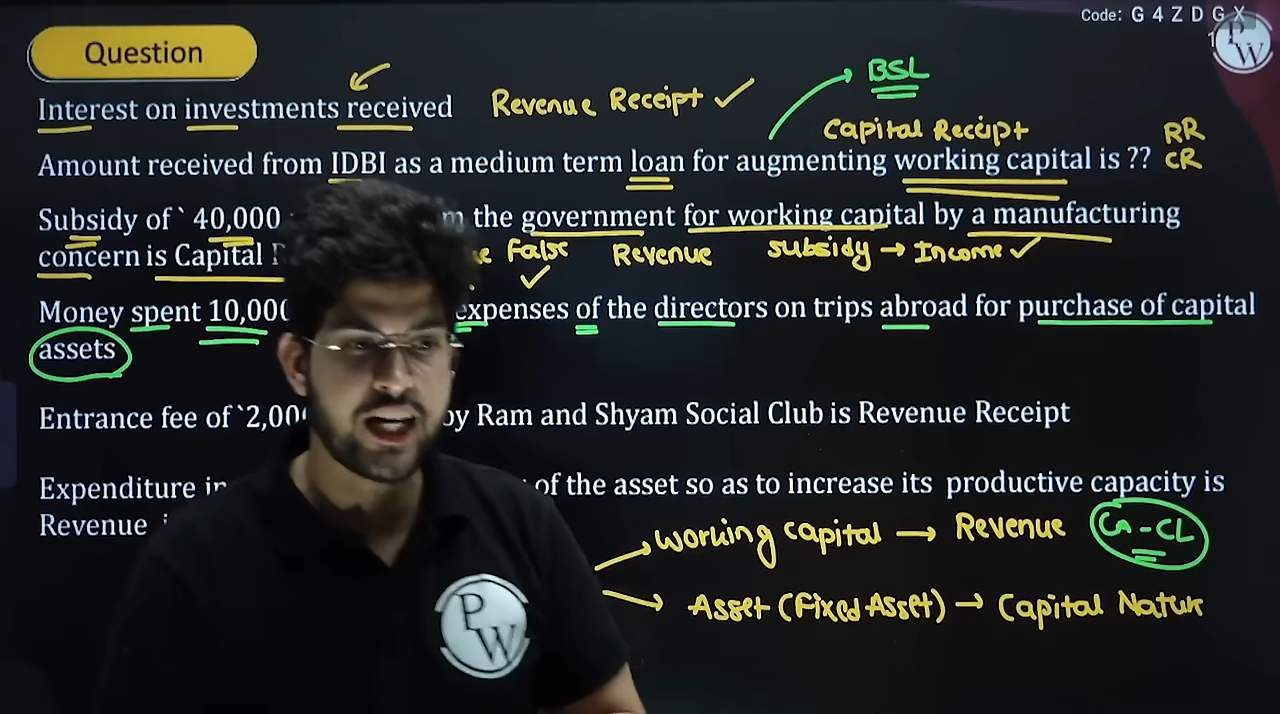 Code: G 4 Z D G X
Question
Interest on investments received Revenue Receipt ✓
BSL
Capital Receipt RR
Amount received from IDBI as a medium term loan for augmenting working capital is ?? CR
Subsidy of ` 40,000 the government for working capital by a manufacturing
concern is Capital False Revenue subsidy → Income ✓
Money spent 10,000 expenses of the directors on trips abroad for purchase of capital
assets
Entrance fee of `2,00 by Ram and Shyam Social Club is Revenue Receipt
Expenditure of the asset so as to increase its productive capacity is
Revenue
Working capital → Revenue CA-CL
Asset (Fixed Asset) → Capital Natur
PW
PW